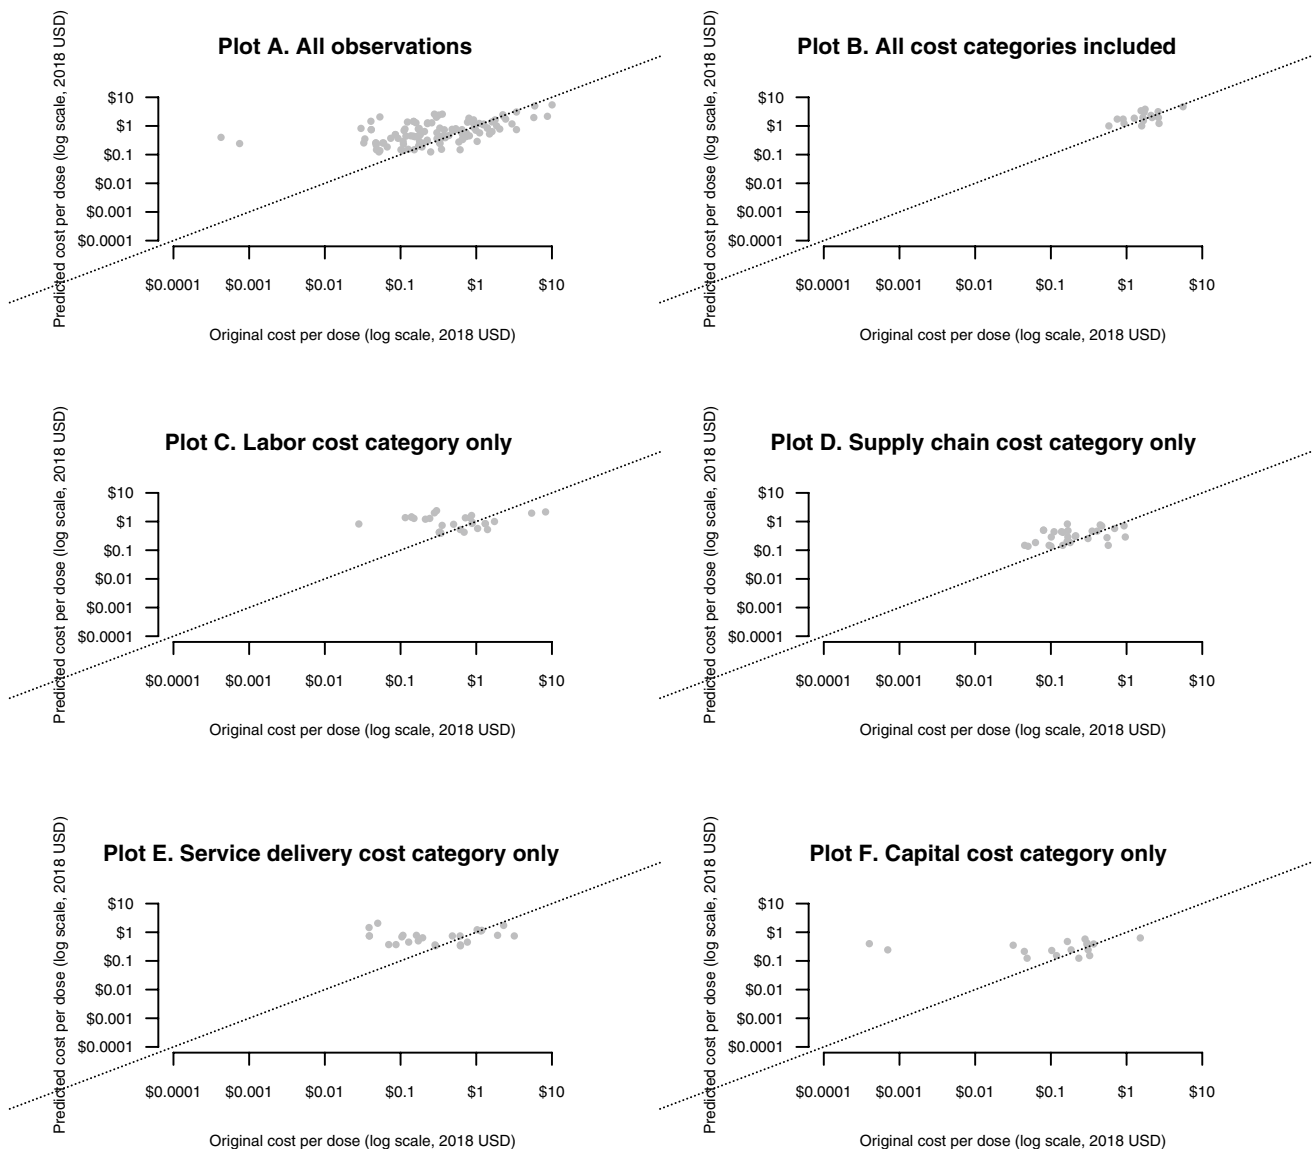 Plot A. All observations
Predicted cost per dose (log scale, 2018 USD)
$10
$1
$0.1
$0.01
$0.001
$0.0001
$0.0001 $0.001 $0.01 $0.1 $1 $10
Original cost per dose (log scale, 2018 USD)
Plot B. All cost categories included
Predicted cost per dose (log scale, 2018 USD)
$10
$1
$0.1
$0.01
$0.001
$0.0001
$0.0001 $0.001 $0.01 $0.1 $1 $10
Original cost per dose (log scale, 2018 USD)
Plot C. Labor cost category only
Predicted cost per dose (log scale, 2018 USD)
$10
$1
$0.1
$0.01
$0.001
$0.0001
$0.0001 $0.001 $0.01 $0.1 $1 $10
Original cost per dose (log scale, 2018 USD)
Plot D. Supply chain cost category only
Predicted cost per dose (log scale, 2018 USD)
$10
$1
$0.1
$0.01
$0.001
$0.0001
$0.0001 $0.001 $0.01 $0.1 $1 $10
Original cost per dose (log scale, 2018 USD)
Plot E. Service delivery cost category only
Predicted cost per dose (log scale, 2018 USD)
$10
$1
$0.1
$0.01
$0.001
$0.0001
$0.0001 $0.001 $0.01 $0.1 $1 $10
Original cost per dose (log scale, 2018 USD)
Plot F. Capital cost category only
Predicted cost per dose (log scale, 2018 USD)
$10
$1
$0.1
$0.01
$0.001
$0.0001
$0.0001 $0.001 $0.01 $0.1 $1 $10
Original cost per dose (log scale, 2018 USD)